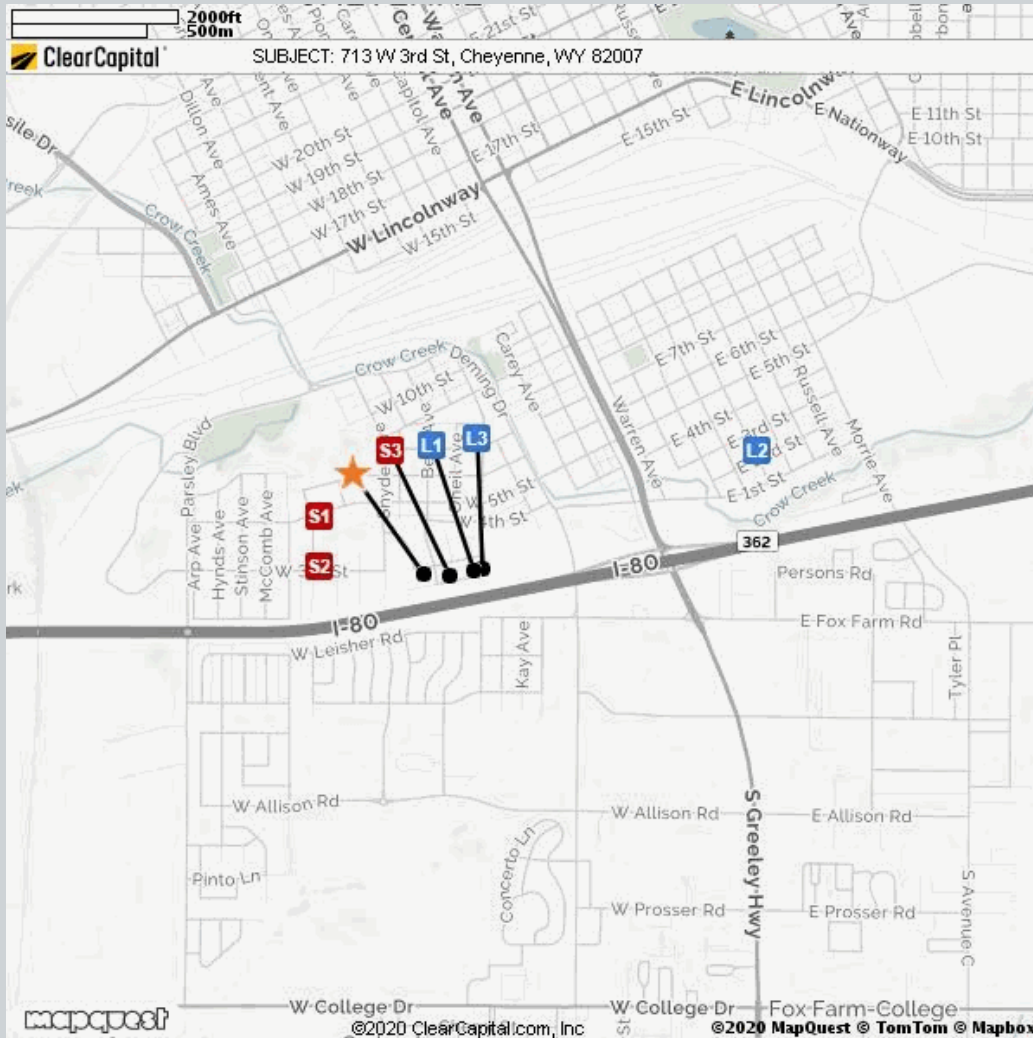 2000ft
500m
ClearCapital
SUBJECT: 713 W 3rd St, Cheyenne, WY 82007
21st St
E Lincolnw
E Nationway
E 11th St
E 10th St
E 15th St
E 17th St
Capitol Ave
Dillon Ave
Ames Ave
W 20th St
W 19th St
W 18th St
W 17th St
W Lincolnway
W 15th St
sile Dr
reek
Crow Creek
Crow Creek
Deming Dr
Carey Ave
W 10th St
E 7th St
E 6th St
E 5th St
Russell Ave
Morrie Ave
Warren Ave
E 4th St
E 3rd St
E 1st St
Crow Creek
S3
L1
L3
L2
S1
S2
Parsley Blvd
Arp Ave
Hynds Ave
Stinson Ave
McComb Ave
W 5th St
W 4th St
362
I-80
I-80
Persons Rd
E Fox Farm Rd
W Leisher Rd
Kay Ave
Tyler Pl
W Allison Rd
W Allison Rd
E Allison Rd
S Greeley Hwy
Concerto Ln
Pinto Ln
W Prosser Rd
E Prosser Rd
S Avenue C
W College Dr
W College Dr
Fox Farm-College
mapquest
©2020 ClearCapital.com, Inc
©2020 MapQuest © TomTom © Mapbox